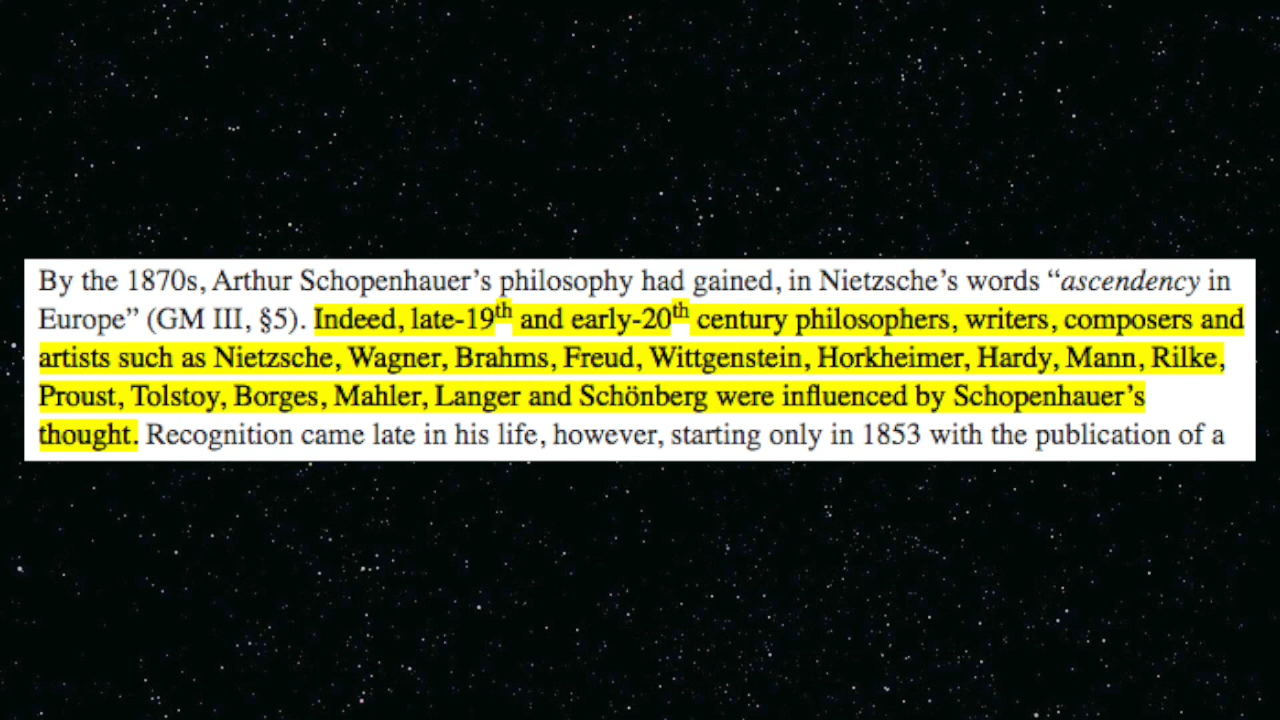 By the 1870s, Arthur Schopenhauer’s philosophy had gained, in Nietzsche’s words “ascendency in
Europe” (GM III, §5). Indeed, late-19th and early-20th century philosophers, writers, composers and
artists such as Nietzsche, Wagner, Brahms, Freud, Wittgenstein, Horkheimer, Hardy, Mann, Rilke,
Proust, Tolstoy, Borges, Mahler, Langer and Schönberg were influenced by Schopenhauer’s
thought. Recognition came late in his life, however, starting only in 1853 with the publication of a